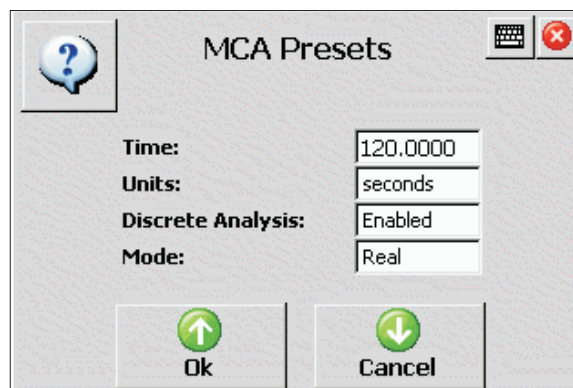 MCA Presets
Time: 120.0000
Units: seconds
Discrete Analysis: Enabled
Mode: Real
Ok Cancel